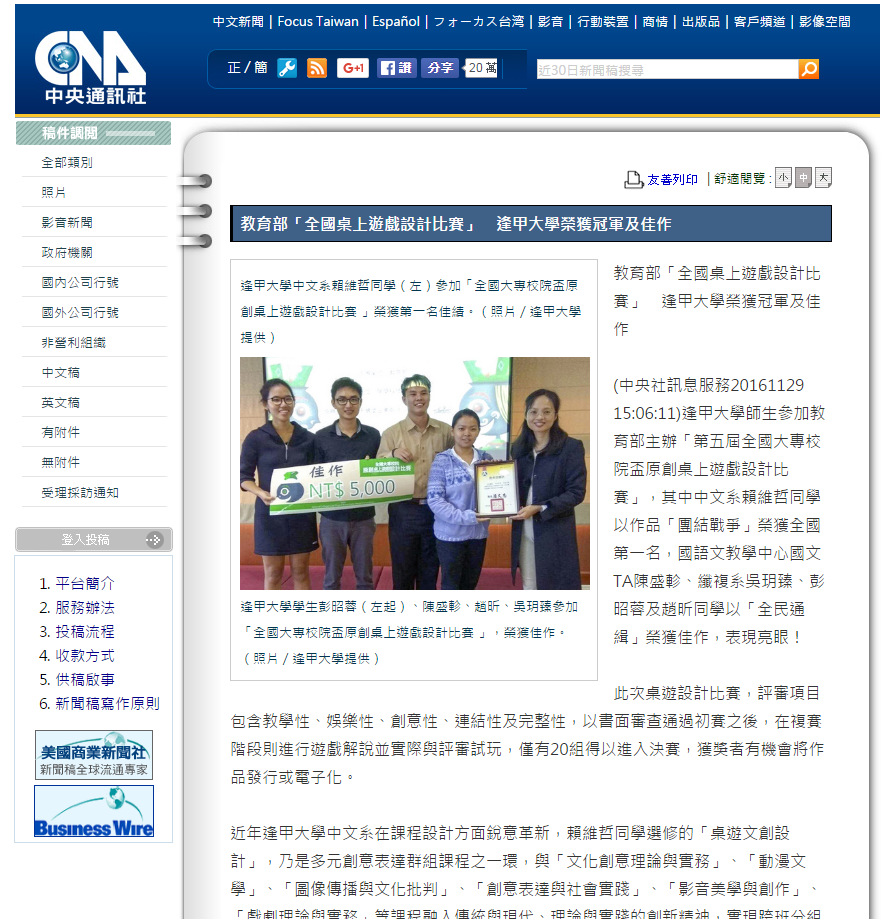 中文新聞 | Focus Taiwan | Español | フォーカス台湾 | 影音 | 行動裝置 | 商情 | 出版品 | 客戶頻道 | 影像空間
CNA
中央通訊社
正 / 簡 G+1 讚 分享 20 萬
近30日新聞稿搜尋
稿件調閱
全部類別
照片
影音新聞
政府機關
國內公司行號
國外公司行號
非營利組織
中文稿
英文稿
有附件
無附件
受理採訪通知
登入投稿
1. 平台簡介
2. 服務辦法
3. 投稿流程
4. 收款方式
5. 供稿啟事
6. 新聞稿寫作原則
美國商業新聞社
新聞稿全球流通專家
Business Wire
友善列印 | 舒適閱覽 : 小 中 大
教育部「全國桌上遊戲設計比賽」　逢甲大學榮獲冠軍及佳作
逢甲大學中文系賴維哲同學（左）參加「全國大專校院盃原
創桌上遊戲設計比賽 」榮獲第一名佳績。( 照片 / 逢甲大學
提供 )
佳作
NT$ 5,000
逢甲大學學生彭昭蓉（左起）、陳盛軫、趙昕、吳玥臻參加
「全國大專校院盃原創桌上遊戲設計比賽 」，榮獲佳作。
（ 照片 / 逢甲大學提供 ）
教育部「全國桌上遊戲設計比
賽」　逢甲大學榮獲冠軍及佳
作
(中央社訊息服務20161129
15:06:11)逢甲大學師生參加教
育部主辦「第五屆全國大專校
院盃原創桌上遊戲設計比
賽」，其中中文系賴維哲同學
以作品「團結戰爭」榮獲全國
第一名，國語文教學中心國文
TA陳盛軫、纖複系吳玥臻、彭
昭蓉及趙昕同學以「全民通
緝」榮獲佳作，表現亮眼！
此次桌遊設計比賽，評審項目
包含教學性、娛樂性、創意性、連結性及完整性，以書面審查通過初賽之後，在複賽
階段則進行遊戲解說並實際與評審試玩，僅有20組得以進入決賽，獲獎者有機會將作
品發行或電子化。
近年逢甲大學中文系在課程設計方面銳意革新，賴維哲同學選修的「桌遊文創設
計」，乃是多元創意表達群組課程之一環，與「文化創意理論與實務」、「動漫文
學」、「圖像傳播與文化批判」、「創意表達與社會實踐」、「影音美學與創作」、
「戲劇理論與實務」等課程融入傳統與現代、理論與實踐的創新精神，實現跨班分組